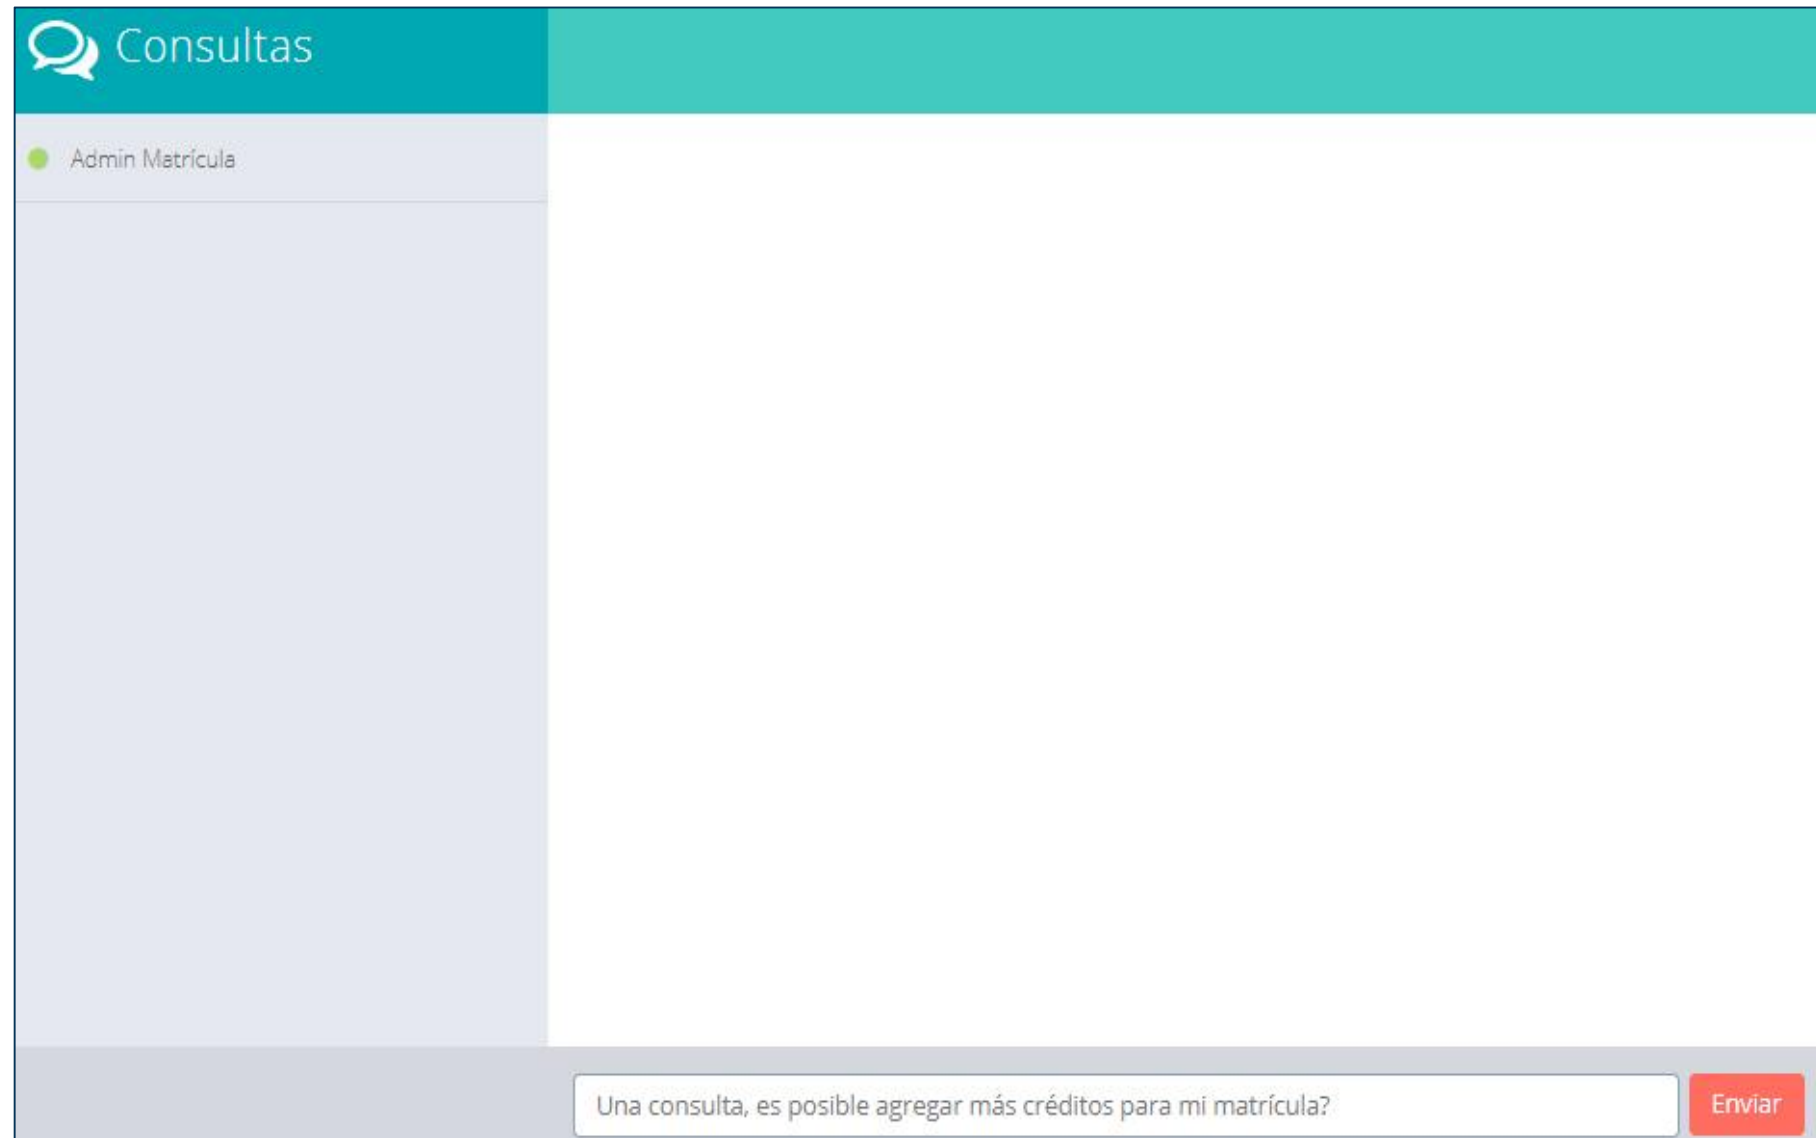 Consultas
Admin Matrícula
Una consulta, es posible agregar más créditos para mi matrícula?
Enviar